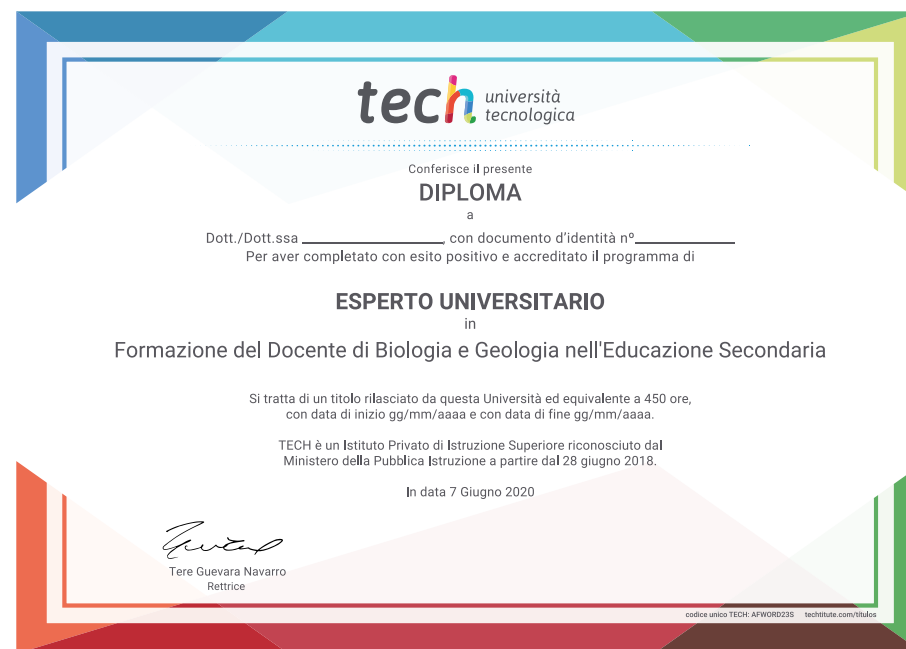 tech università
tecnologica
Conferisce il presente
DIPLOMA
a
Dott./Dott.ssa ____________________, con documento d'identità nº______________
Per aver completato con esito positivo e accreditato il programma di
ESPERTO UNIVERSITARIO
in
Formazione del Docente di Biologia e Geologia nell'Educazione Secondaria
Si tratta di un titolo rilasciato da questa Università ed equivalente a 450 ore,
con data di inizio gg/mm/aaaa e con data di fine gg/mm/aaaa.
TECH è un Istituto Privato di Istruzione Superiore riconosciuto dal
Ministero della Pubblica Istruzione a partire dal 28 giugno 2018.
In data 7 Giugno 2020
Tere Guevara Navarro
Rettrice
codice unico TECH: AFWORD23S techtitute.com/titulos